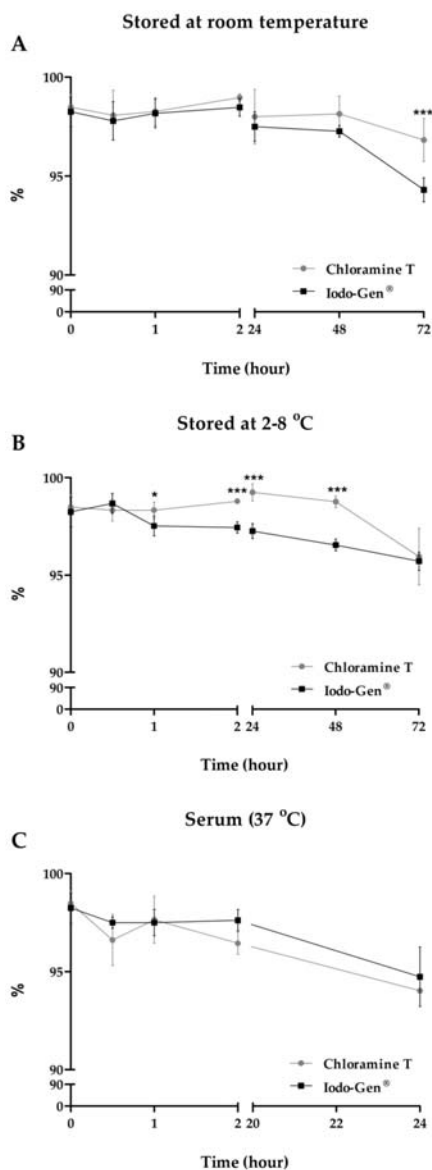 Stored at room temperature
A
***
100
95
%
90
90
0
Chloramine T
Iodo-Gen®
0 1 2 24 48 72
Time (hour)
Stored at 2-8 °C
B
* *** *** ***
100
95
%
90
90
0
Chloramine T
Iodo-Gen®
0 1 2 24 48 72
Time (hour)
Serum (37 °C)
C
100
95
%
90
90
0
Chloramine T
Iodo-Gen®
0 1 2 20 22 24
Time (hour)